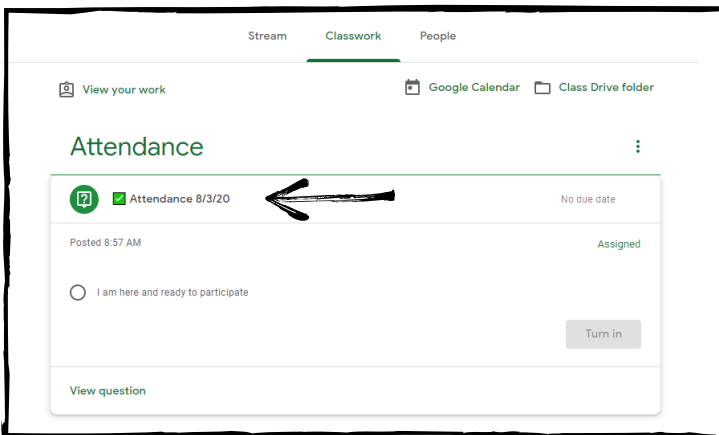 Stream Classwork People
View your work Google Calendar Class Drive folder
Attendance
✅ Attendance 8/3/20 No due date
Posted 8:57 AM Assigned
I am here and ready to participate
Turn in
View question